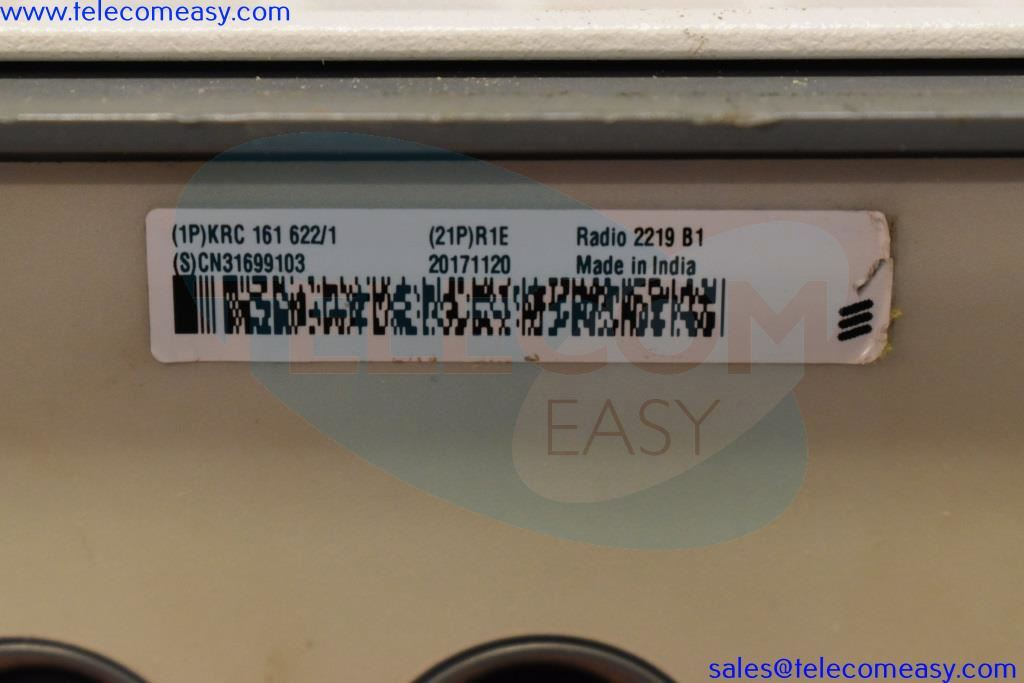 www.telecomeasy.com
(1P)KRC 161 622/1 (21P)R1E Radio 2219 B1
(S)CN31699103 20171120 Made in India
TELECOM
EASY
sales@telecomeasy.com